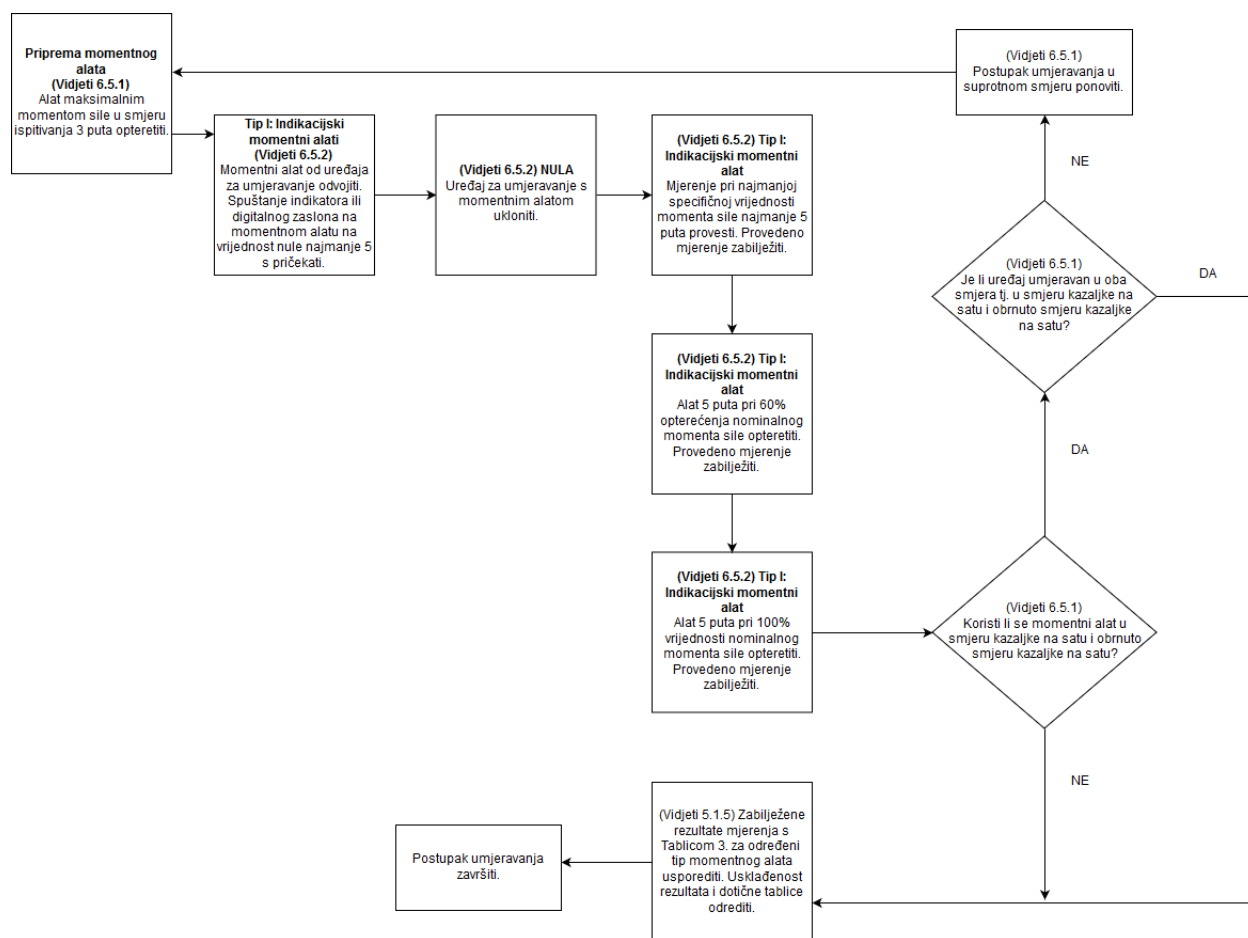 Priprema momentnog
alata
(Vidjeti 6.5.1)
Alat maksimalnim
momentom sile u smjeru
ispitivanja 3 puta opteretiti.
Tip I: Indikacijski
momentni alati
(Vidjeti 6.5.2)
Momentni alat od uređaja
za umjeravanje odvojiti.
Spuštanje indikatora ili
digitalnog zaslona na
momentnom alatu na
vrijednost nule najmanje 5
s pričekati.
(Vidjeti 6.5.2) NULA
Uređaj za umjeravanje s
momentnim alatom
ukloniti.
(Vidjeti 6.5.2) Tip I:
Indikacijski momentni
alat
Mjerenje pri najmanjoj
specifičnoj vrijednosti
momenta sile najmanje 5
puta provesti. Provedeno
mjerenje zabilježiti.
(Vidjeti 6.5.2) Tip I:
Indikacijski momentni
alat
Alat 5 puta pri 60%
opterećenja nominalnog
momenta sile opteretiti.
Provedeno mjerenje
zabilježiti.
(Vidjeti 6.5.2) Tip I:
Indikacijski momentni
alat
Alat 5 puta pri 100%
vrijednosti nominalnog
momenta sile opteretiti.
Provedeno mjerenje
zabilježiti.
(Vidjeti 6.5.1)
Koristi li se momentni alat u
smjeru kazaljke na satu i obrnuto
smjeru kazaljke na satu?
DA
(Vidjeti 6.5.1)
Je li uređaj umjeravan u oba
smjera tj. u smjeru kazaljke na
satu i obrnuto smjeru kazaljke
na satu?
DA
NE
(Vidjeti 6.5.1)
Postupak umjeravanja u
suprotnom smjeru ponoviti.
NE
(Vidjeti 5.1.5) Zabilježene
rezultate mjerenja s
Tablicom 3. za određeni
tip momentnog alata
usporediti. Usklađenost
rezultata i dotične tablice
odrediti.
Postupak umjeravanja
završiti.